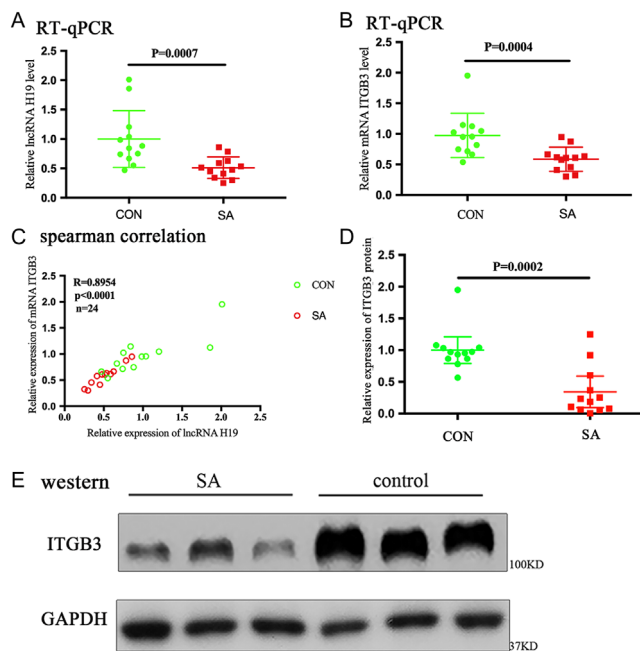 A
RT-qPCR
P=0.0007
Relative lncRNA H19 level
2.5
2.0
1.5
1.0
0.5
0.0
CON
SA
B
RT-qPCR
P=0.0004
Relative mRNA ITGB3 level
2.5
2.0
1.5
1.0
0.5
0.0
CON
SA
C
spearman correlation
R=0.8954
p<0.0001
n=24
CON
SA
Relative expression of mRNA ITGB3
2.5
2.0
1.5
1.0
0.5
0.0
0.0
0.5
1.0
1.5
2.0
2.5
Relative expression of lncRNA H19
D
P=0.0002
Relative expression of ITGB3 protein
2.5
2.0
1.5
1.0
0.5
0.0
CON
SA
E
western
SA
control
ITGB3
100KD
GAPDH
37KD